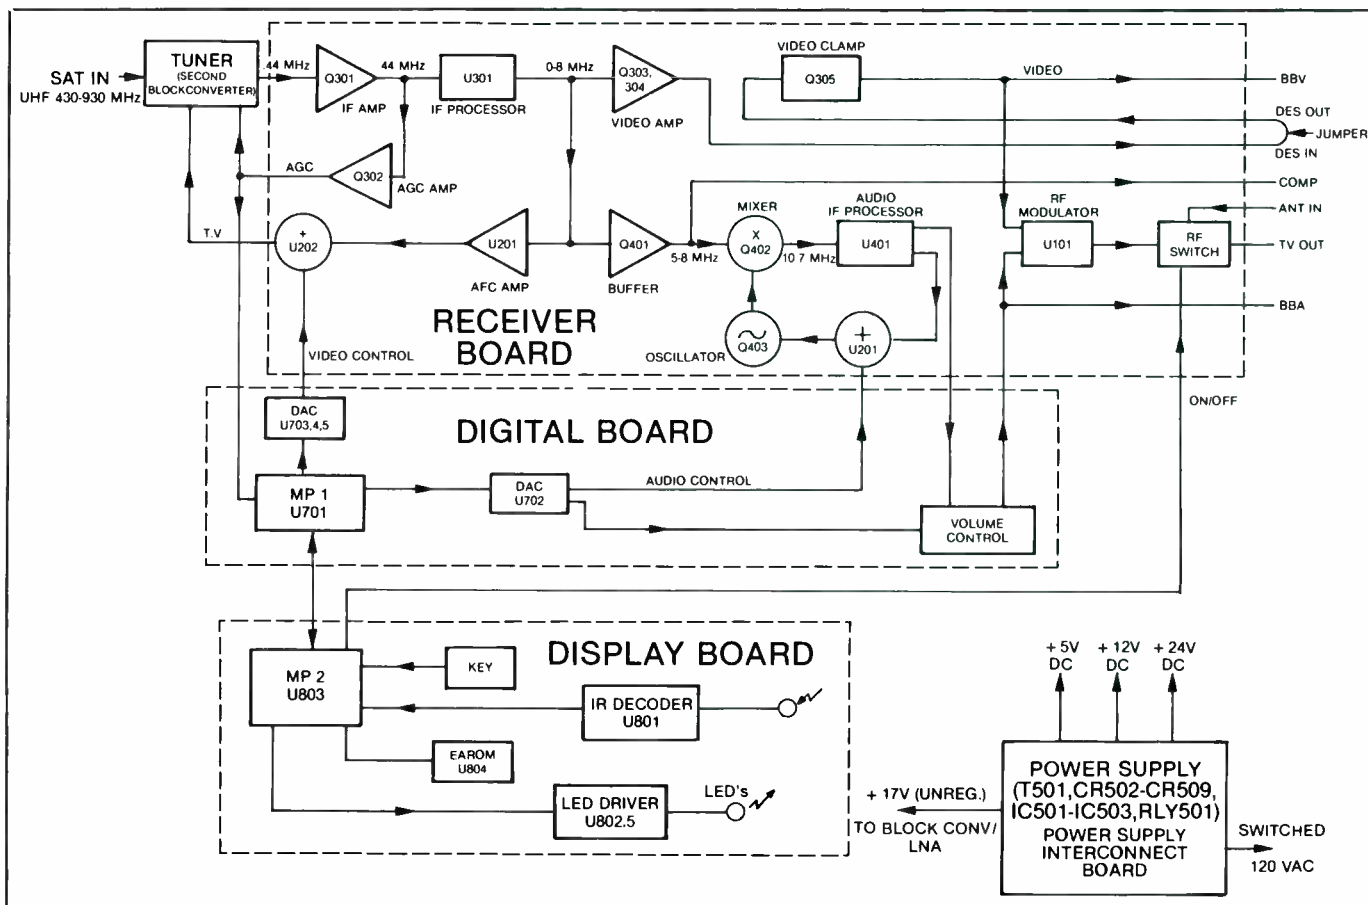 SAT IN
UHF 430-930 MHz
TUNER
(SECOND
BLOCKCONVERTER)
44 MHz
Q301
IF AMP
44 MHz
U301
IF PROCESSOR
0-8 MHz
Q303,
304
VIDEO AMP
VIDEO CLAMP
Q305
VIDEO
BBV
DES OUT
JUMPER
DES IN
AGC
Q302
AGC AMP
COMP
ANT IN
T.V
+
U202
U201
AFC AMP
Q401
BUFFER
5-8 MHz
MIXER
X
Q402
10 7 MHz
AUDIO
IF PROCESSOR
U401
RF
MODULATOR
U101
RF
SWITCH
TV OUT
BBA
RECEIVER
BOARD
OSCILLATOR
Q403
+
U201
VIDEO CONTROL
ON/OFF
DAC
U703,4,5
DIGITAL BOARD
MP 1
U701
DAC
U702
AUDIO CONTROL
VOLUME
CONTROL
DISPLAY BOARD
MP 2
U803
KEY
IR DECODER
U801
EAROM
U804
LED DRIVER
U802.5
LED's
+ 5V
DC
+ 12V
DC
+ 24V
DC
POWER SUPPLY
(T501,CR502-CR509,
IC501-IC503,RLY501)
POWER SUPPLY
INTERCONNECT
BOARD
+ 17V (UNREG.)
TO BLOCK CONV/
LNA
SWITCHED
120 VAC